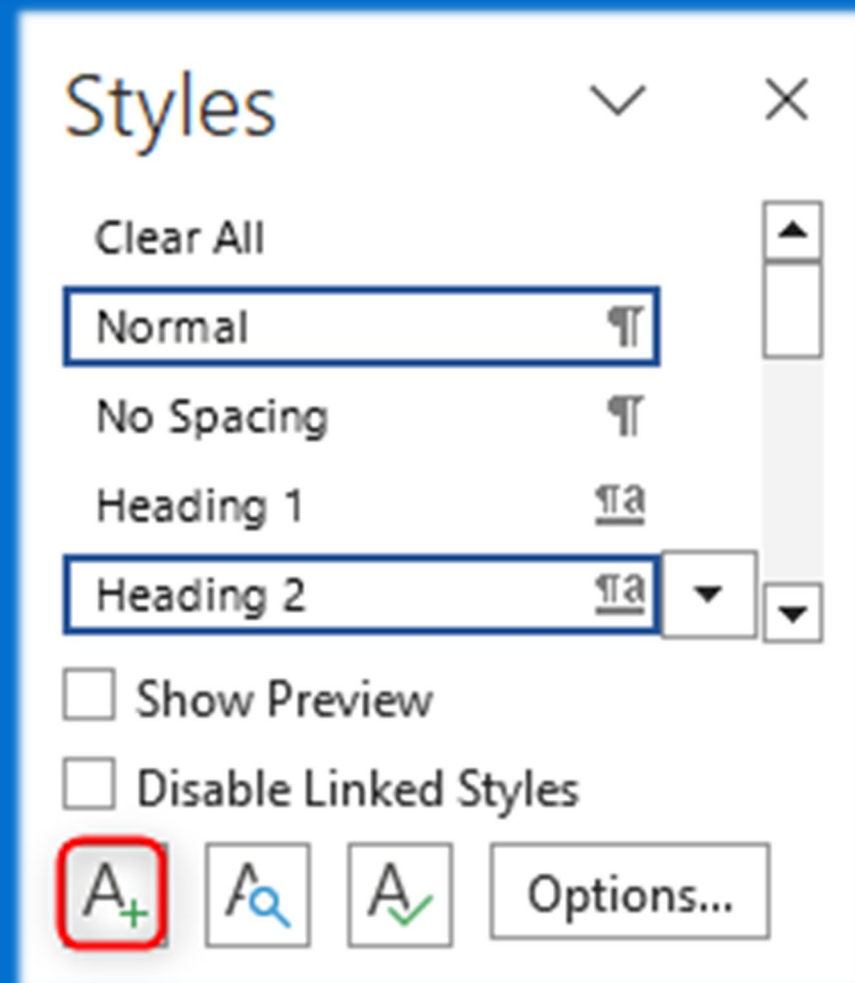 Styles
Clear All
Normal ¶
No Spacing ¶
Heading 1 ¶a
Heading 2 ¶a
Show Preview
Disable Linked Styles
A+ A A Options...